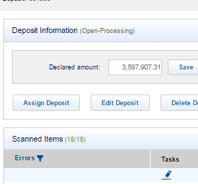 Deposit Information (Open-Processing)
Declared amount: 3,587,907.31 Save
Assign Deposit Edit Deposit Delete D
Scanned Items (18/18)
Errors Tasks